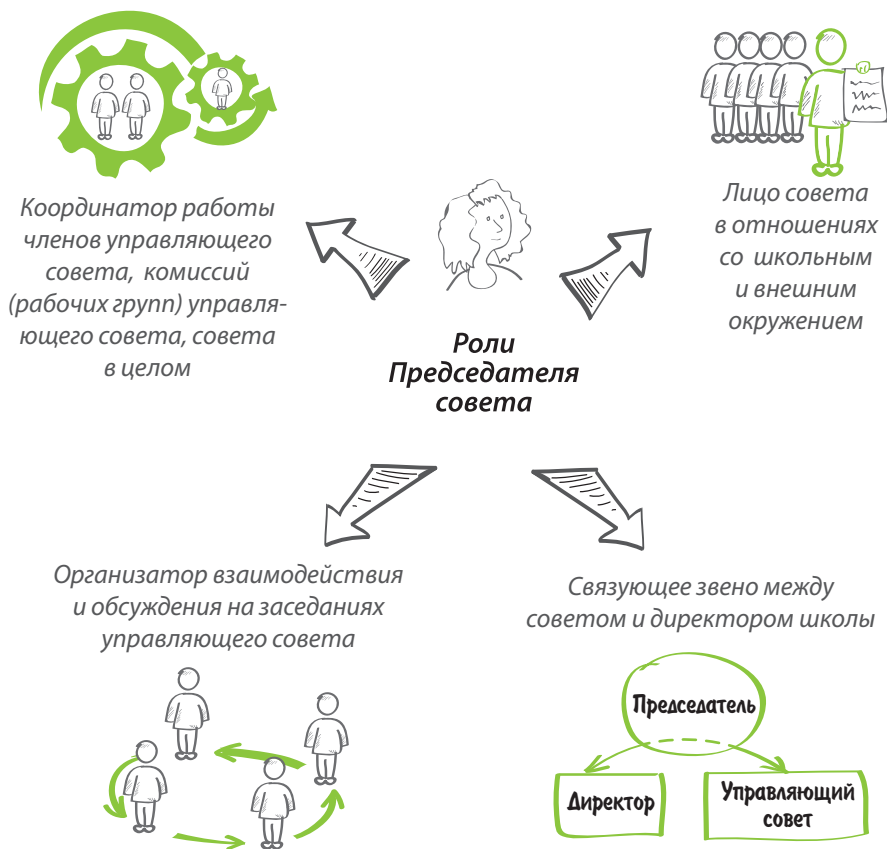 Координатор работы
членов управляющего
совета, комиссий
(рабочих групп) управля-
ющего совета, совета
в целом
Лицо совета
в отношениях
со школьным
и внешним
окружением
Роли
Председателя
совета
Организатор взаимодействия
и обсуждения на заседаниях
управляющего совета
Связующее звено между
советом и директором школы
Председатель
Директор
Управляющий
совет